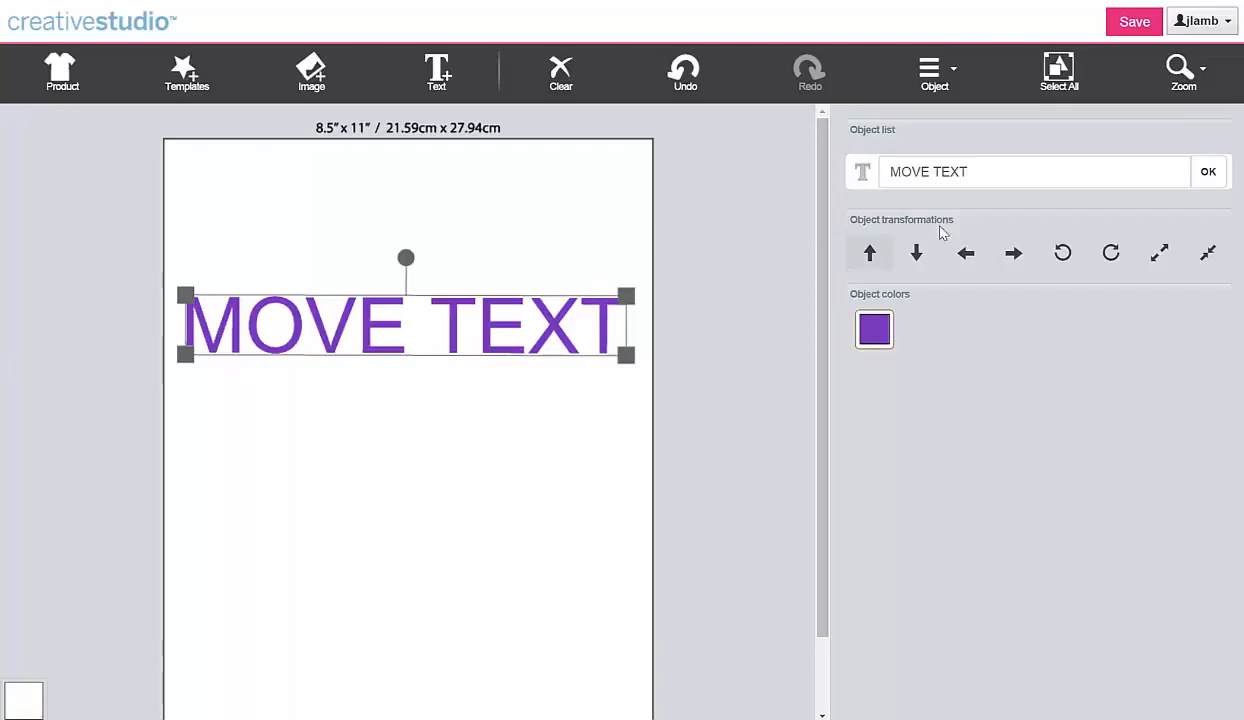 creativestudio™
Save
jlamb
Product
Templates
Image
Text
Clear
Undo
Redo
Object
Select All
Zoom
8.5" x 11" / 21.59cm x 27.94cm
MOVE TEXT
Object list
MOVE TEXT
OK
Object transformations
Object colors